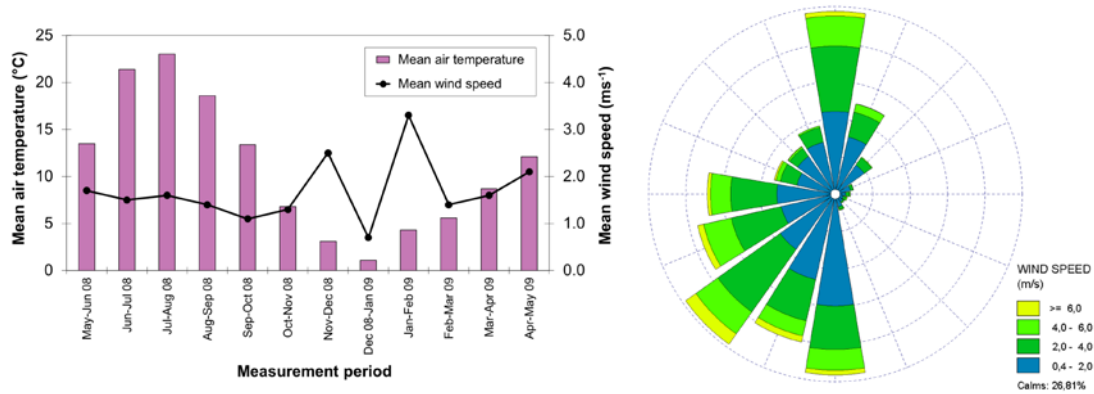 25
20
15
10
5
0
Mean air temperature (°C)
Mean air temperature
Mean wind speed
5.0
4.0
3.0
2.0
1.0
0.0
Mean wind speed (ms⁻¹)
May-Jun 08
Jun-Jul 08
Jul-Aug 08
Aug-Sep 08
Sep-Oct 08
Oct-Nov 08
Nov-Dec 08
Dec 08-Jan 09
Jan-Feb 09
Feb-Mar 09
Mar-Apr 09
Apr-May 09
Measurement period
WIND SPEED
(m/s)
>= 6,0
4,0 - 6,0
2,0 - 4,0
0,4 - 2,0
Calms: 26,81%